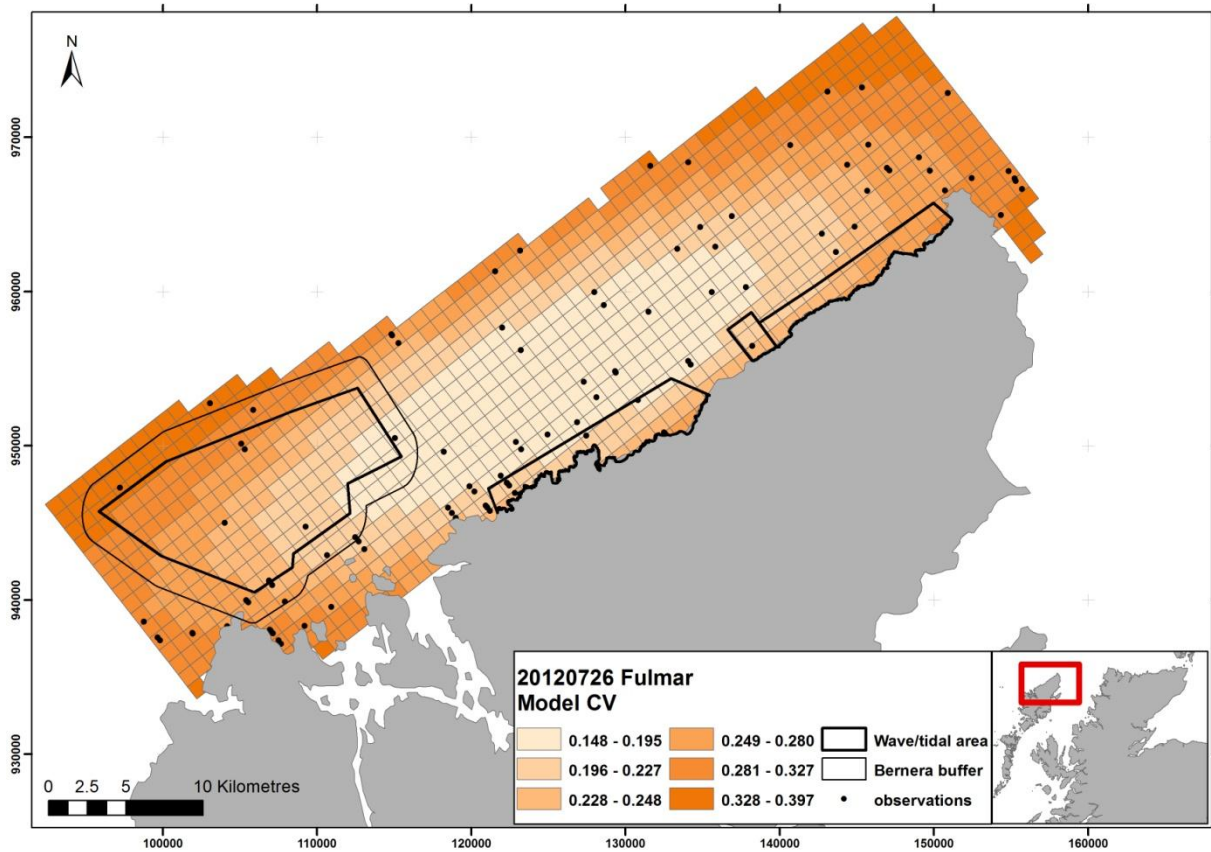 N
970000
960000
950000
940000
930000
20120726 Fulmar
Model CV
0.148 - 0.195
0.196 - 0.227
0.228 - 0.248
0.249 - 0.280
0.281 - 0.327
0.328 - 0.397
Wave/tidal area
Bernera buffer
observations
0 2.5 5 10 Kilometres
100000 110000 120000 130000 140000 150000 160000